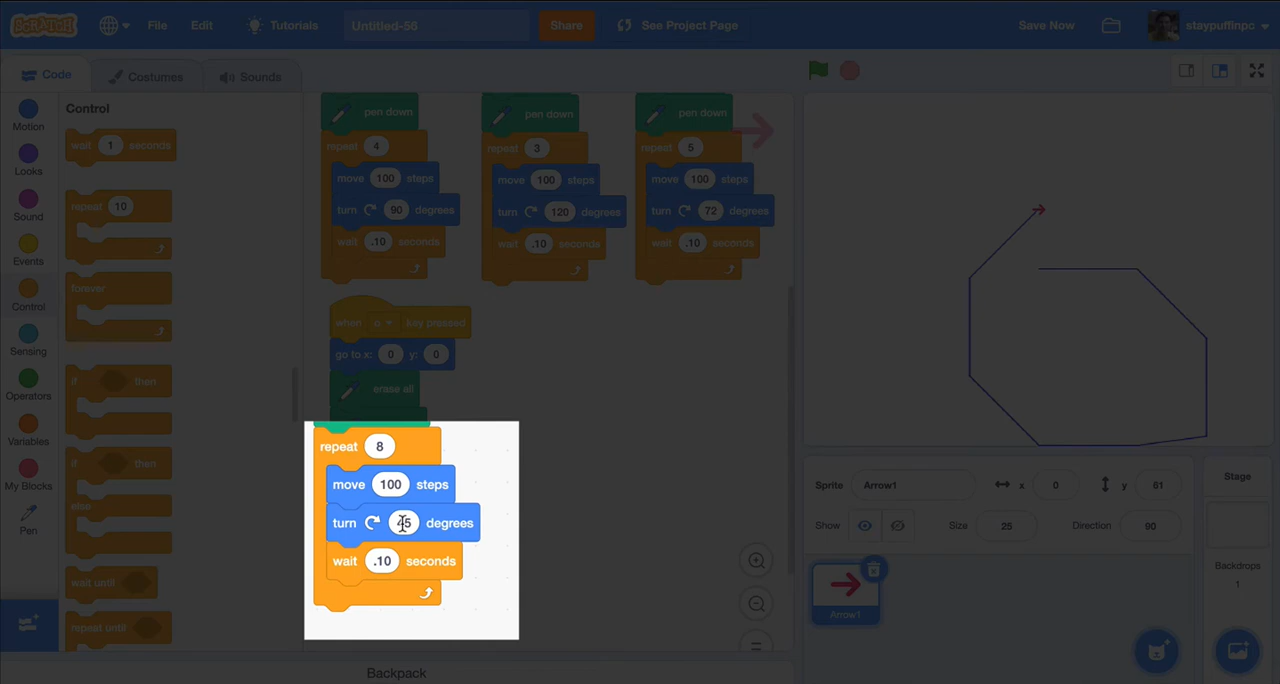 SCRATCH File Edit Tutorials Untitled-56 Share See Project Page Save Now staypuffinpc
Code Costumes Sounds
Motion
Looks
Sound
Events
Control
Sensing
Operators
Variables
My Blocks
Pen
Control
wait 1 seconds
repeat 10
forever
if then
if then
else
wait until
repeat until
pen down
repeat 4
move 100 steps
turn 90 degrees
wait .10 seconds
pen down
repeat 3
move 100 steps
turn 120 degrees
wait .10 seconds
pen down
repeat 5
move 100 steps
turn 72 degrees
wait .10 seconds
when o key pressed
go to x: 0 y: 0
erase all
repeat 8
move 100 steps
turn 45 degrees
wait .10 seconds
Backpack
Sprite Arrow1 x 0 y 81
Show Size 25 Direction 90
Arrow1
Stage
Backdrops
1